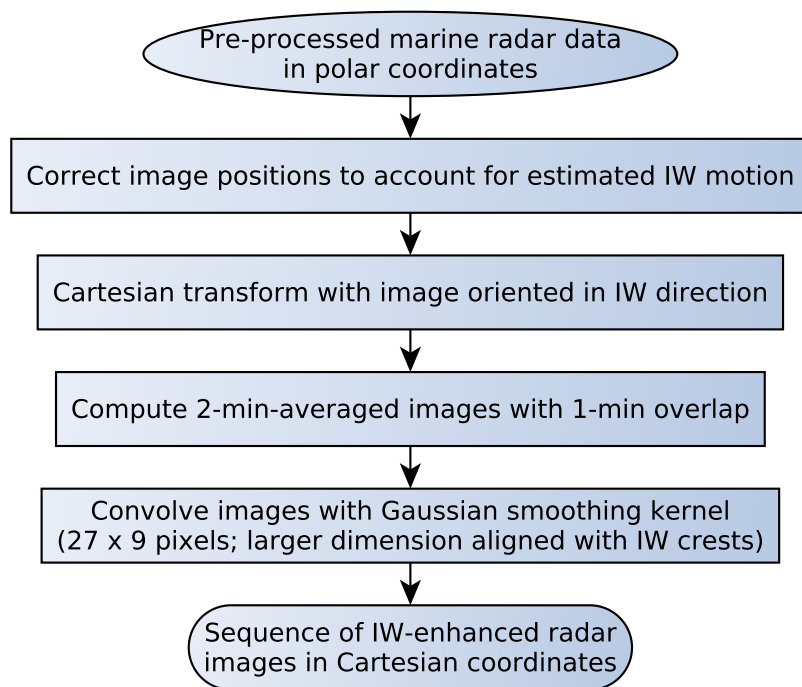 Pre-processed marine radar data
in polar coordinates
Correct image positions to account for estimated IW motion
Cartesian transform with image oriented in IW direction
Compute 2-min-averaged images with 1-min overlap
Convolve images with Gaussian smoothing kernel
(27 x 9 pixels; larger dimension aligned with IW crests)
Sequence of IW-enhanced radar
images in Cartesian coordinates